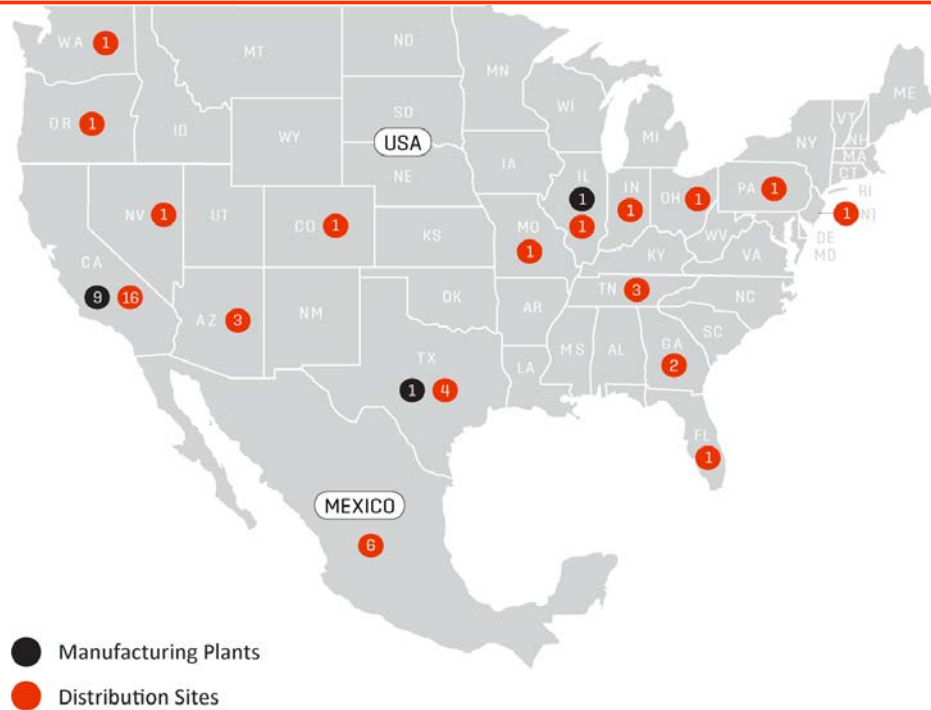 WA 1
MT
ND
MN
ME
OR 1
ID
SD
WI
MI
VT
NH
NY
MA
CT
RI
WY
USA
IA
NE
NV 1
UT
CO 1
KS
MO 1
IL 1
1
IN 1
OH 1
PA 1
1 NJ
DE
MD
WV
VA
KY
CA
9 16
AZ 3
NM
OK
AR
TN 3
NC
SC
TX
1 4
LA
MS
AL
GA
2
FL
1
MEXICO
6
Manufacturing Plants
Distribution Sites